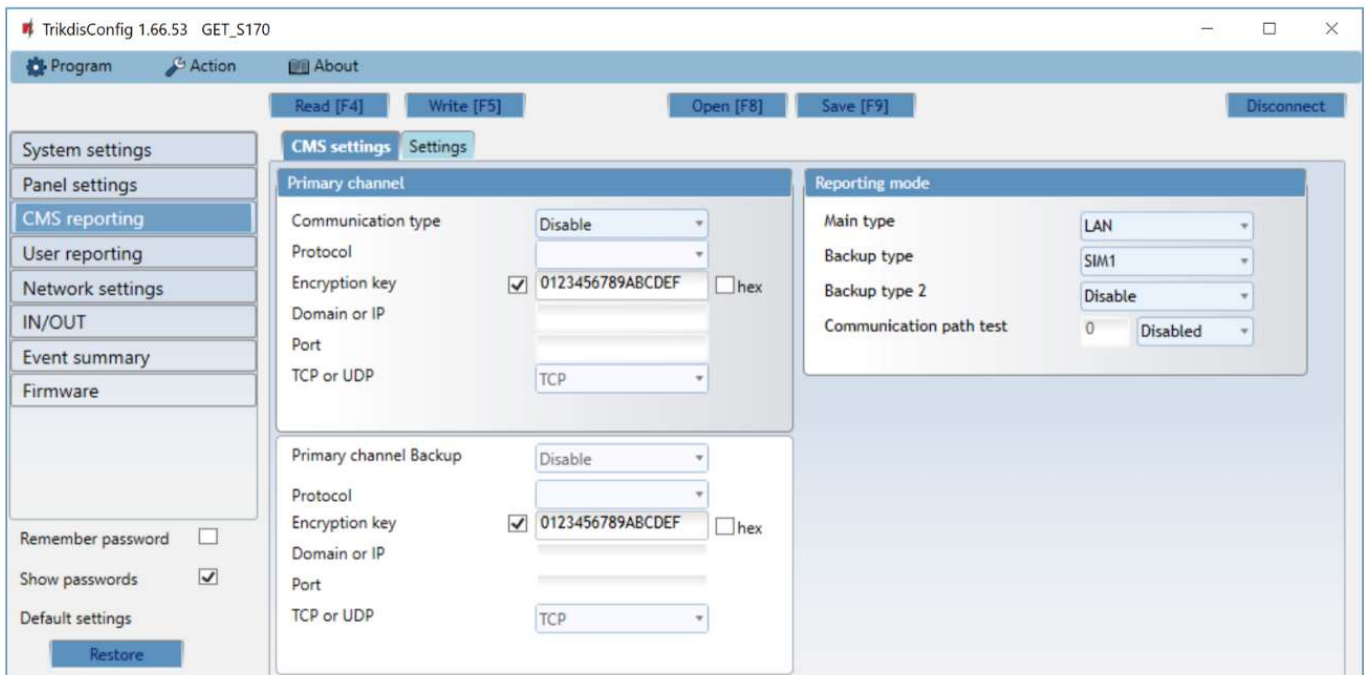 TrikdisConfig 1.66.53 GET_S170
Program Action About
Read [F4] Write [F5] Open [F8] Save [F9] Disconnect
System settings
Panel settings
CMS reporting
User reporting
Network settings
IN/OUT
Event summary
Firmware
Remember password
Show passwords
Default settings
Restore
CMS settings Settings
Primary channel
Communication type Disable
Protocol
Encryption key 0123456789ABCDEF hex
Domain or IP
Port
TCP or UDP TCP
Primary channel Backup Disable
Protocol
Encryption key 0123456789ABCDEF hex
Domain or IP
Port
TCP or UDP TCP
Reporting mode
Main type LAN
Backup type SIM1
Backup type 2 Disable
Communication path test 0 Disabled